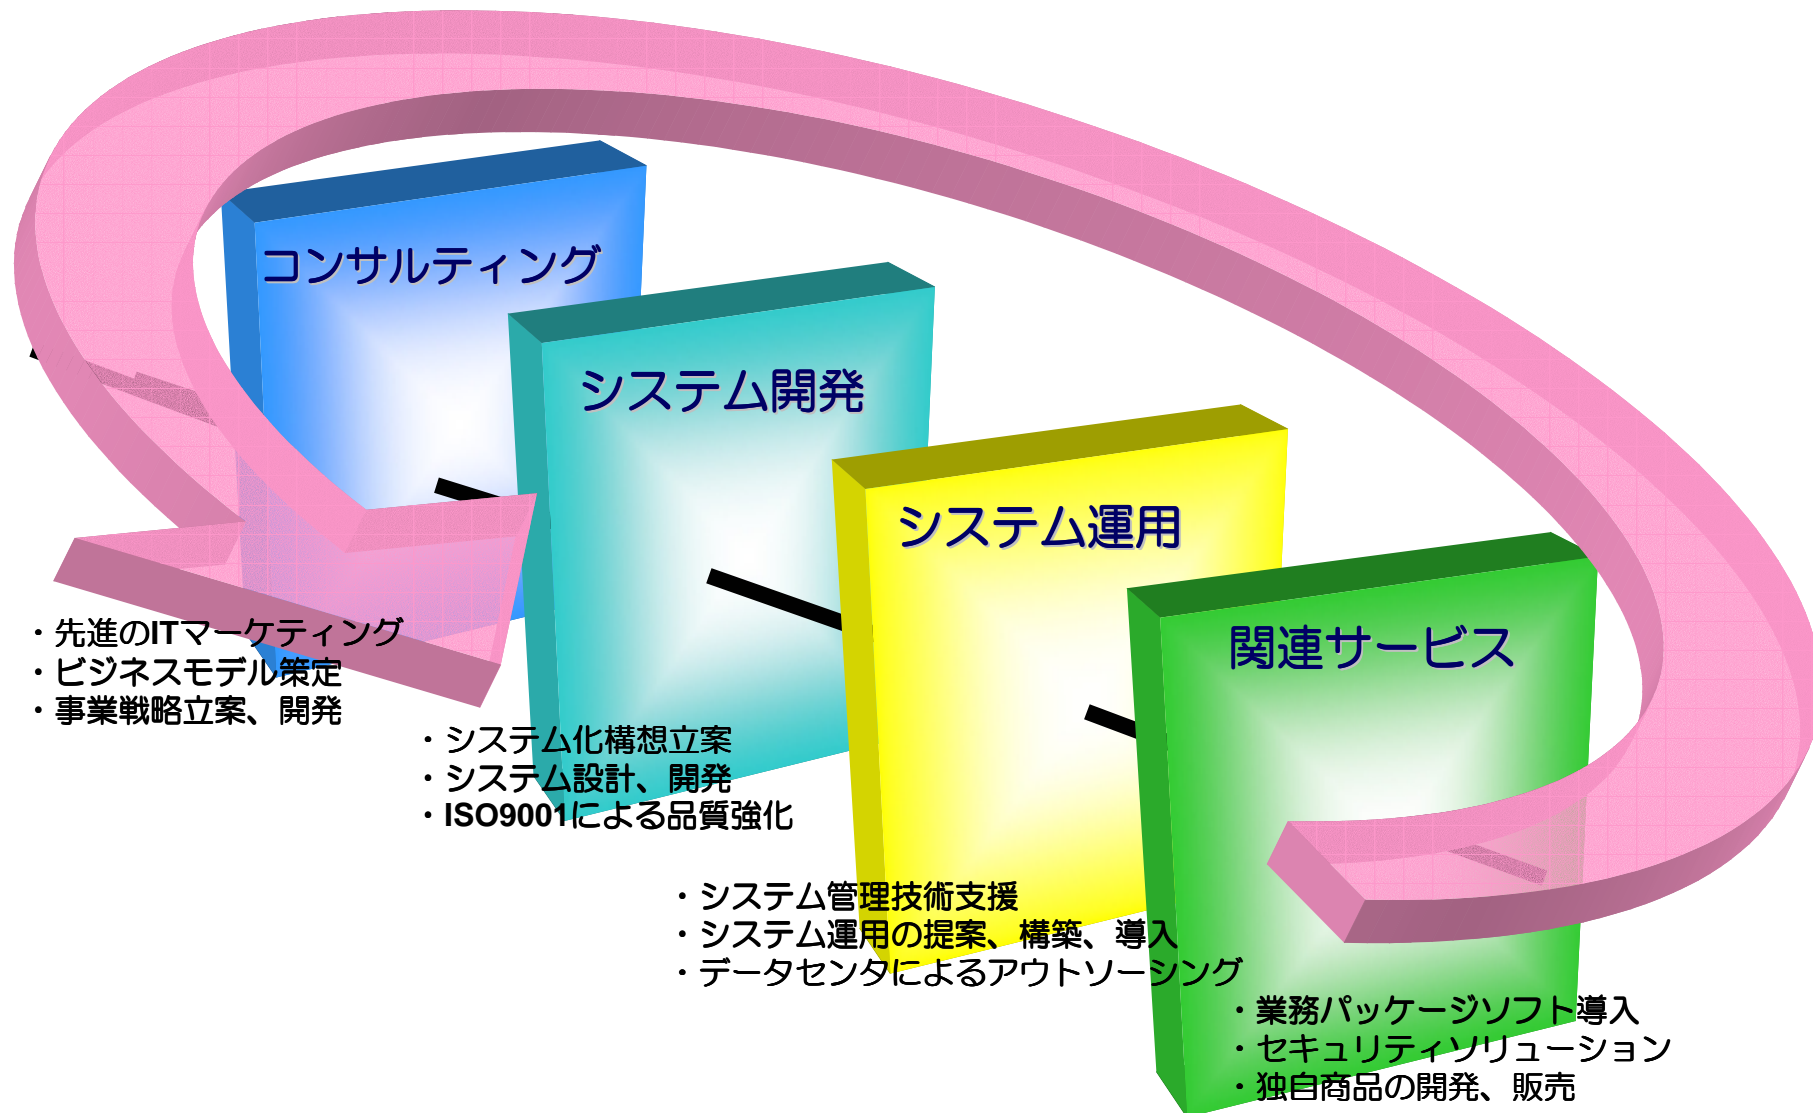 コンサルティング
・先進のITマーケティング
・ビジネスモデル策定
・事業戦略立案、開発
システム開発
・システム化構想立案
・システム設計、開発
・ISO9001による品質強化
システム運用
・システム管理技術支援
・システム運用の提案、構築、導入
・データセンタによるアウトソーシング
関連サービス
・業務パッケージソフト導入
・セキュリティソリューション
・独自商品の開発、販売